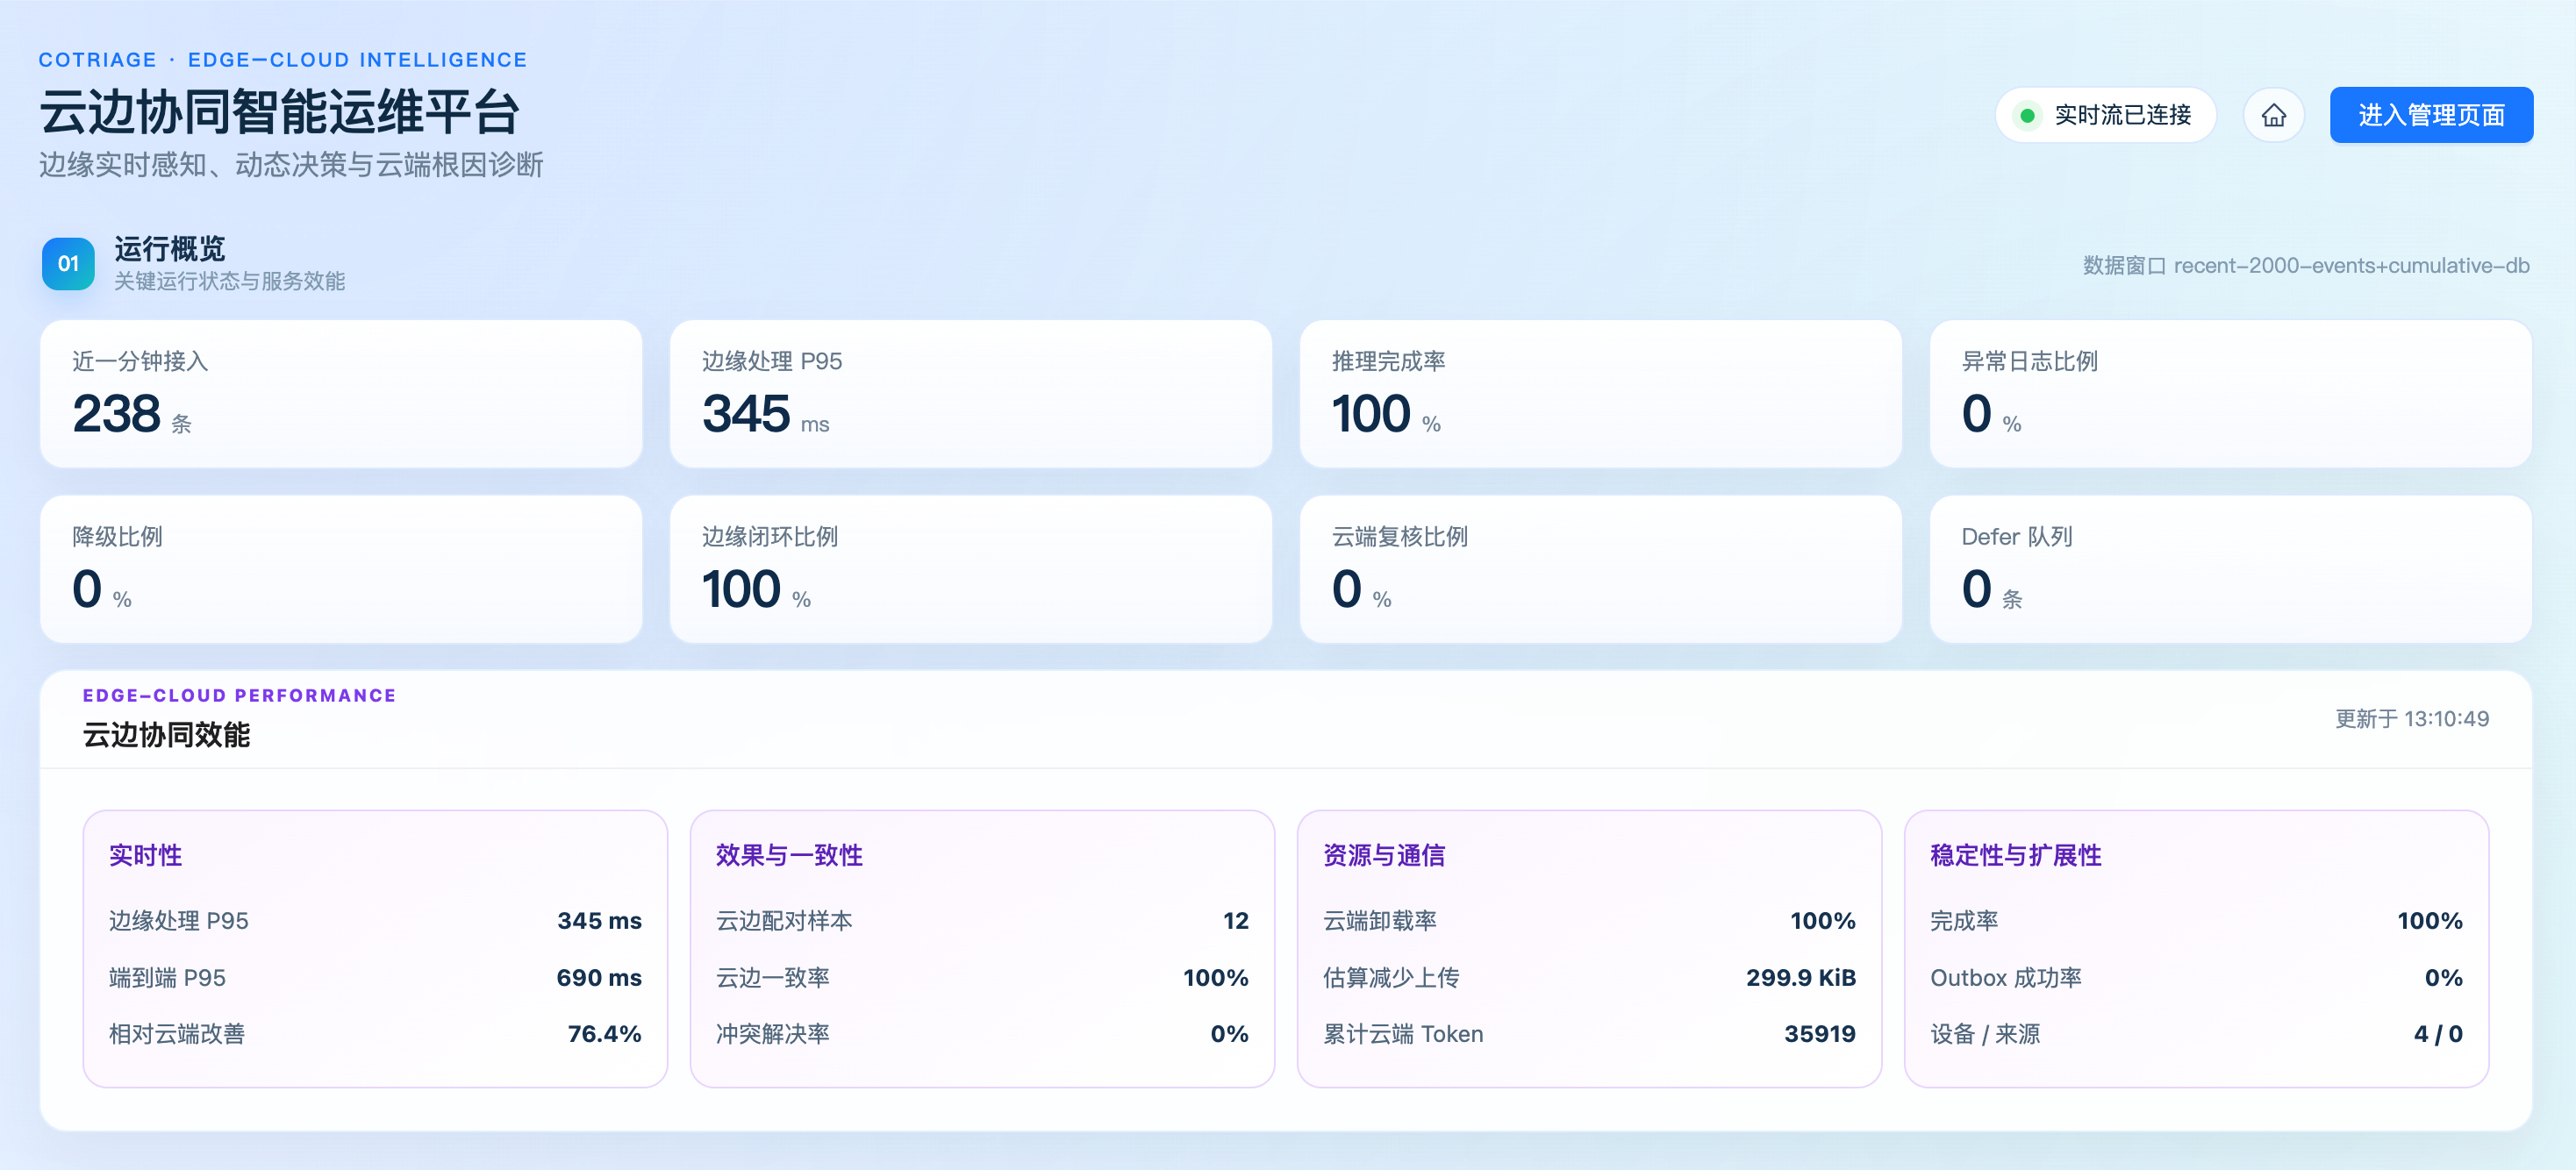 COTRIAGE · EDGE—CLOUD INTELLIGENCE
云边协同智能运维平台
边缘实时感知、动态决策与云端根因诊断
实时流已连接
进入管理页面
01
运行概览
关键运行状态与服务效能
数据窗口 recent-2000-events+cumulative-db
近一分钟接入
238 条
边缘处理 P95
345 ms
推理完成率
100 %
异常日志比例
0 %
降级比例
0 %
边缘闭环比例
100 %
云端复核比例
0 %
Defer 队列
0 条
EDGE-CLOUD PERFORMANCE
云边协同效能
更新于 13:10:49
实时性
边缘处理 P95 345 ms
端到端 P95 690 ms
相对云端改善 76.4%
效果与一致性
云边配对样本 12
云边一致率 100%
冲突解决率 0%
资源与通信
云端卸载率 100%
估算减少上传 299.9 KiB
累计云端 Token 35919
稳定性与扩展性
完成率 100%
Outbox 成功率 0%
设备 / 来源 4 / 0